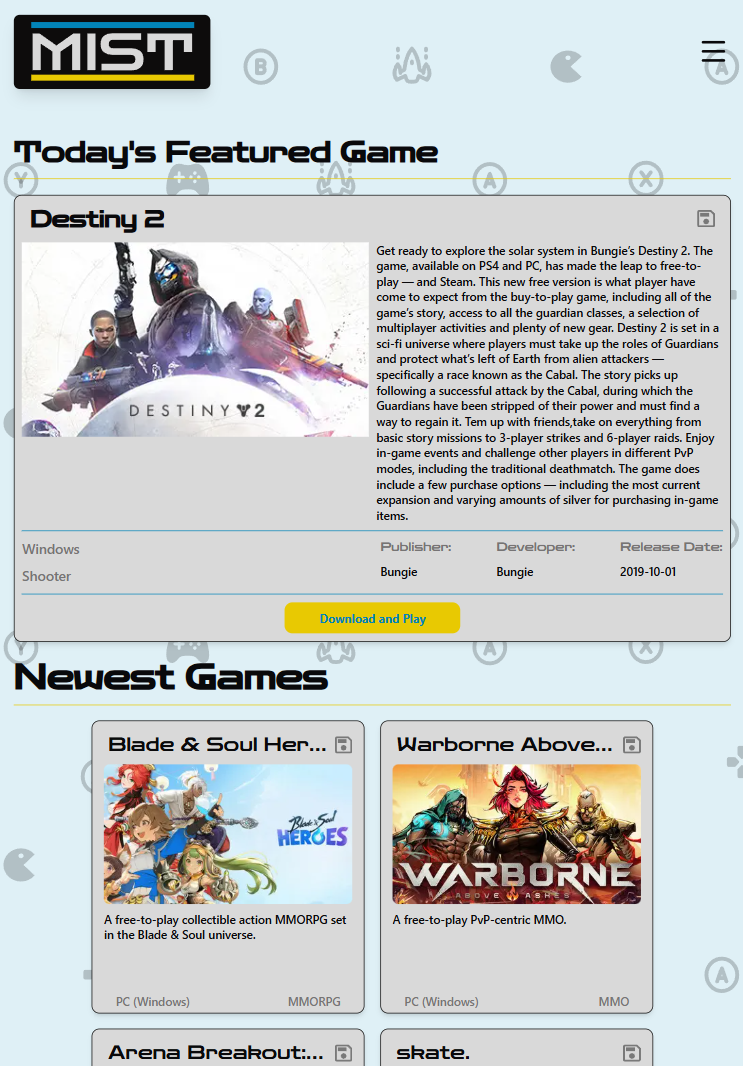 MIST
Today's Featured Game
Destiny 2
DESTINY 2
Get ready to explore the solar system in Bungie’s Destiny 2. The
game, available on PS4 and PC, has made the leap to free-to-
play — and Steam. This new free version is what player have
come to expect from the buy-to-play game, including all of the
game’s story, access to all the guardian classes, a selection of
multiplayer activities and plenty of new gear. Destiny 2 is set in a
sci-fi universe where players must take up the roles of Guardians
and protect what’s left of Earth from alien attackers —
specifically a race known as the Cabal. The story picks up
following a successful attack by the Cabal, during which the
Guardians have been stripped of their power and must find a
way to regain it. Tem up with friends,take on everything from
basic story missions to 3-player strikes and 6-player raids. Enjoy
in-game events and challenge other players in different PvP
modes, including the traditional deathmatch. The game does
include a few purchase options — including the most current
expansion and varying amounts of silver for purchasing in-game
items.
Windows
Shooter
Publisher:
Bungie
Developer:
Bungie
Release Date:
2019-10-01
Download and Play
Newest Games
Blade & Soul Her...
Blade & Soul
HEROES
A free-to-play collectible action MMORPG set
in the Blade & Soul universe.
PC (Windows) MMORPG
Warborne Above...
WARBORNE
ABOVE ASHES
A free-to-play PvP-centric MMO.
PC (Windows) MMO
Arena Breakout:...
skate.
B
A
Y
A
X
Y
A
X
A